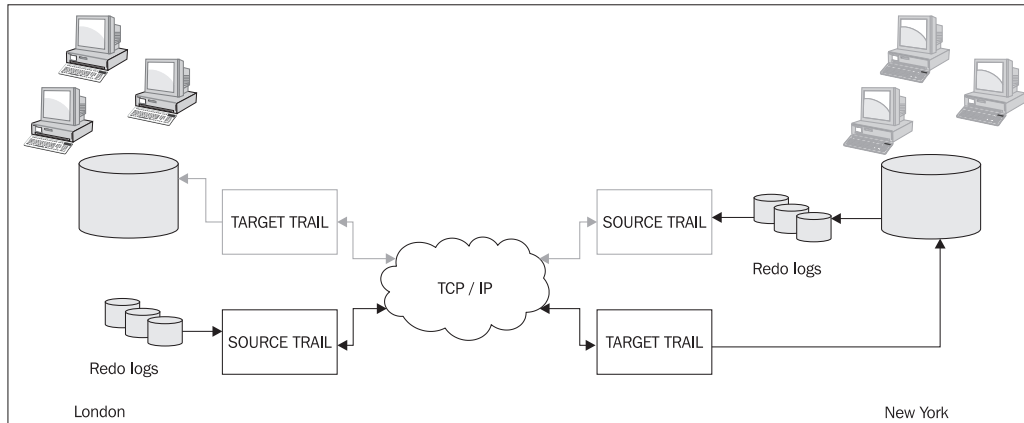 TARGET TRAIL
SOURCE TRAIL
Redo logs
TCP / IP
SOURCE TRAIL
TARGET TRAIL
Redo logs
London
New York